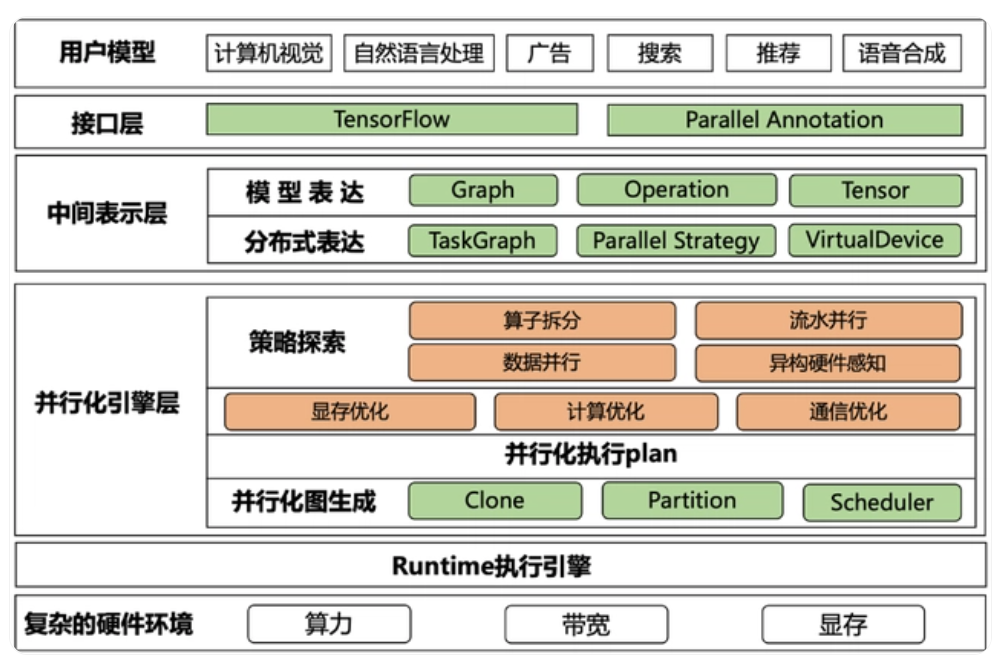 用户模型 计算机视觉 自然语言处理 广告 搜索 推荐 语音合成
接口层 TensorFlow Parallel Annotation
中间表示层
模型表达 Graph Operation Tensor
分布式表达 TaskGraph Parallel Strategy VirtualDevice
并行化引擎层
策略探索
算子拆分 流水并行
数据并行 异构硬件感知
显存优化 计算优化 通信优化
并行化执行plan
并行化图生成 Clone Partition Scheduler
Runtime执行引擎
复杂的硬件环境 算力 带宽 显存